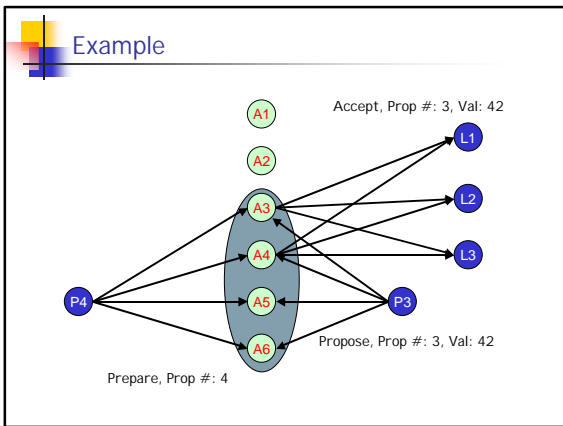 Example
A1
Accept, Prop #: 3, Val: 42
L1
A2
A3
L2
A4
L3
P4
A5
P3
A6
Propose, Prop #: 3, Val: 42
Prepare, Prop #: 4